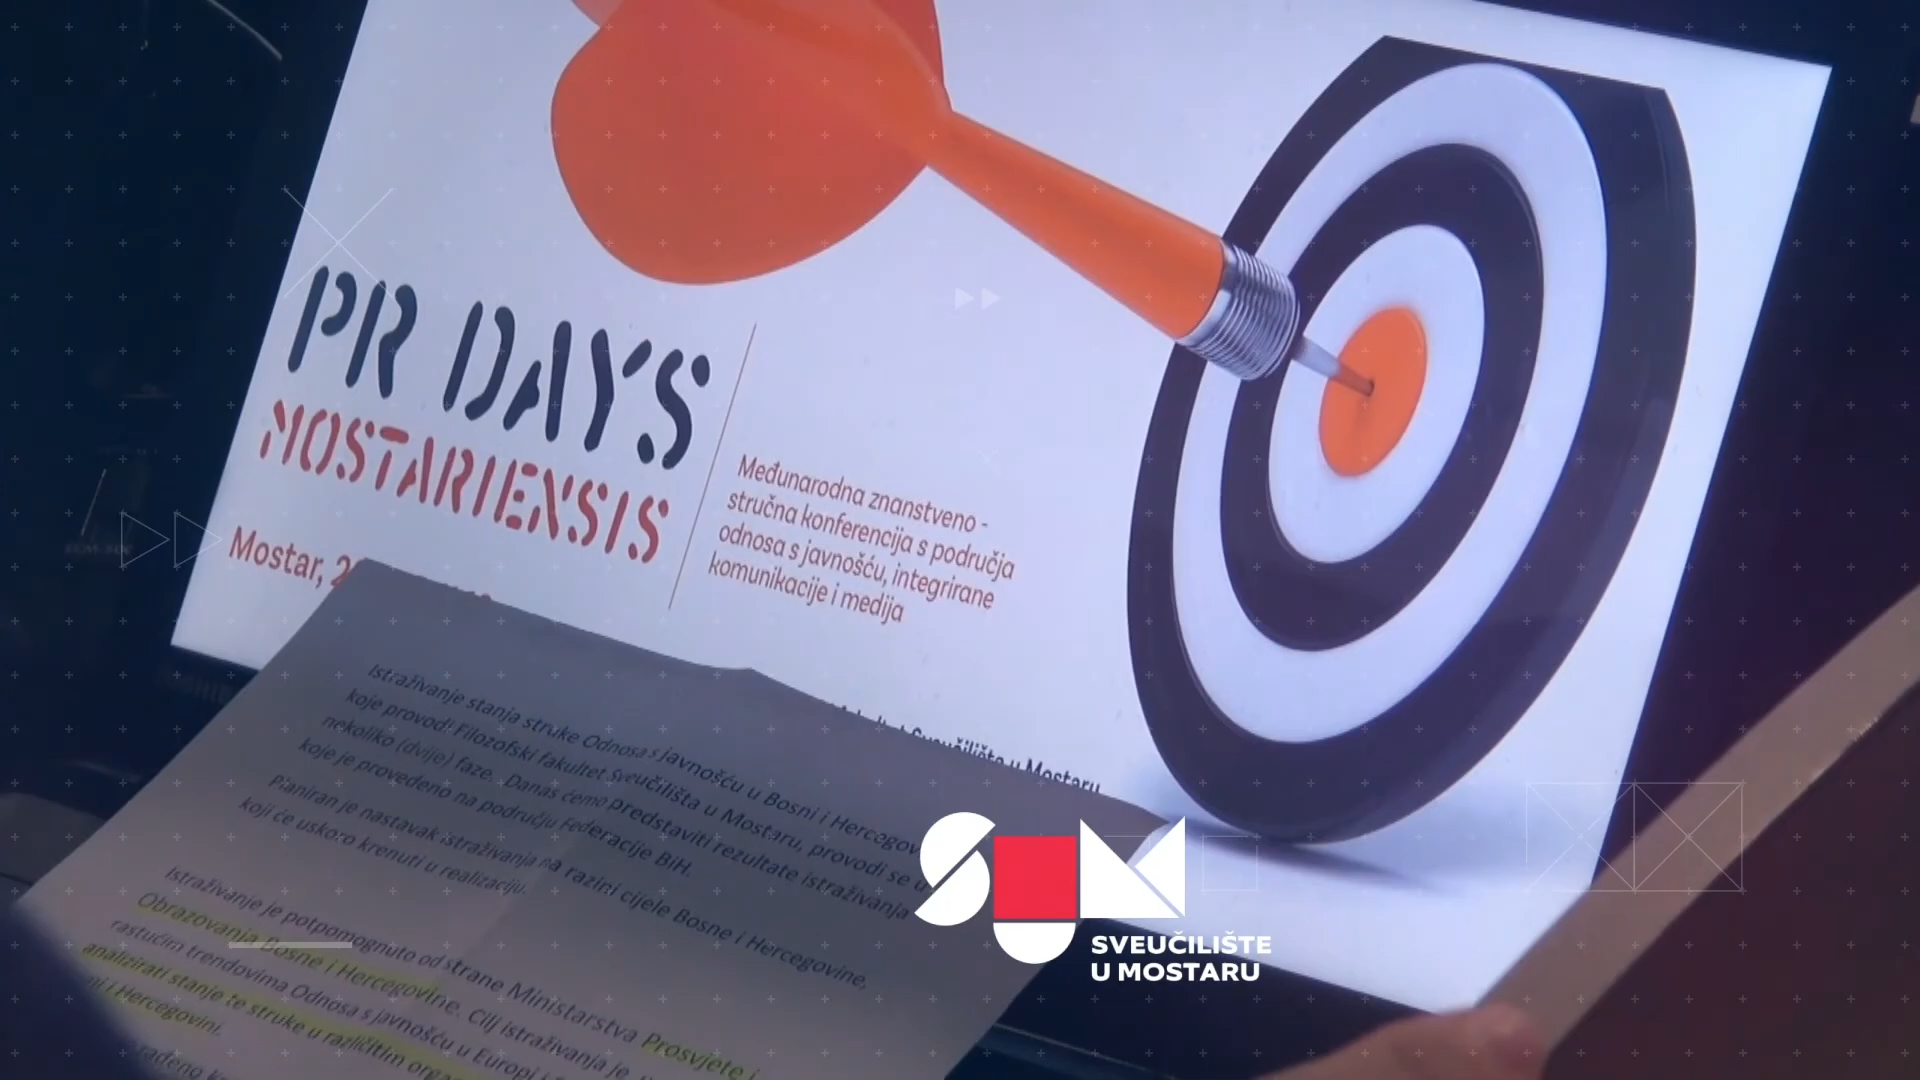 PR DAYS
MOSTARIENSIS
Mostar,
Međunarodna znanstveno -
stručna konferencija s područja
odnosa s javnošću, integrirane
komunikacije i medija
Sveučilišta u Mostaru
Istraživanje stanja struke Odnosa s javnošću u Bosni i
koje provodi Filozofski fakultet Sveučilišta u Mostaru, provodi se u
nekoliko (dvije) faze. Danas ćemo predstaviti rezultate istraživanja
koje je provedeno na području Federacije BiH.
Planiran je nastavak istraživanja na razini cijele Bosne i Hercegovine,
koji će uskoro krenuti u realizaciju.
Istraživanje je potpomognuto od strane Ministarstva Prosvjete i
Obrazovanja Bosne i Hercegovine. Cilj istraživanja je,
rastućim trendovima Odnosa s javnošću u Europi i
analizirati stanje te struke u različitim
i Hercegovini.
SUM
SVEUČILIŠTE
U MOSTARU